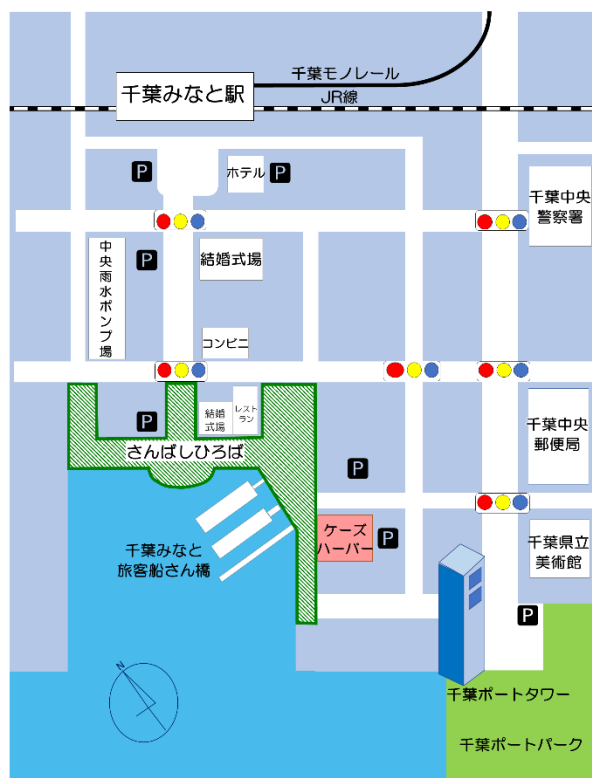 千葉モノレール
千葉みなと駅
JR線
P
ホテル
P
千葉中央
警察署
中央雨水ポンプ場
P
結婚式場
コンビニ
P
結婚
式場
レスト
ラン
千葉中央
郵便局
さんばしひろば
P
千葉みなと
旅客船さん橋
ケーズ
ハーバー
P
千葉県立
美術館
P
N
千葉ポートタワー
千葉ポートパーク